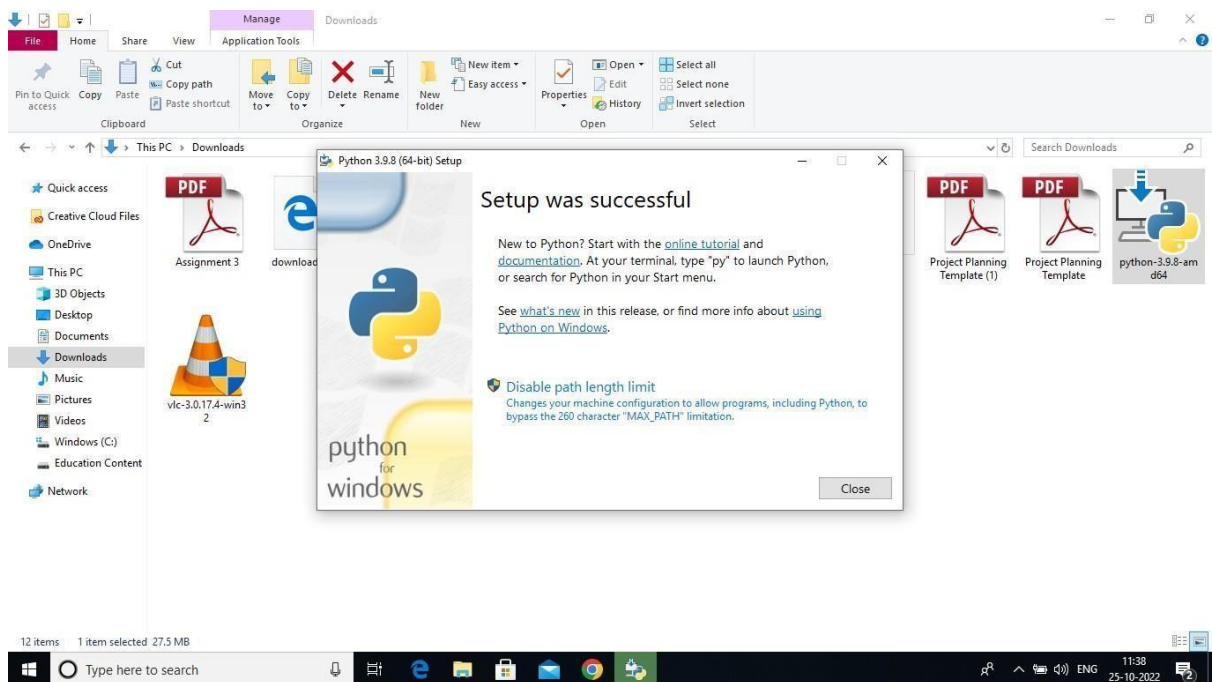 Manage
Downloads
File Home Share View Application Tools
Pin to Quick access
Copy
Paste
Cut
Copy path
Paste shortcut
Clipboard
Move to
Copy to
Delete
Rename
Organize
New folder
New item
Easy access
New
Properties
Open
Edit
History
Open
Select all
Select none
Invert selection
Select
This PC › Downloads
Search Downloads
Quick access
Creative Cloud Files
OneDrive
This PC
3D Objects
Desktop
Documents
Downloads
Music
Pictures
Videos
Windows (C:)
Education Content
Network
PDF
Assignment 3
download
vlc-3.0.17.4-win3
2
PDF
Project Planning
Template (1)
PDF
Project Planning
Template
python-3.9.8-am
d64
Python 3.9.8 (64-bit) Setup
Setup was successful
New to Python? Start with the online tutorial and
documentation. At your terminal, type "py" to launch Python,
or search for Python in your Start menu.
See what's new in this release, or find more info about using
Python on Windows.
Disable path length limit
Changes your machine configuration to allow programs, including Python, to
bypass the 260 character "MAX_PATH" limitation.
python
for
windows
Close
12 items 1 item selected 27.5 MB
Type here to search
ENG
11:38
25-10-2022
2